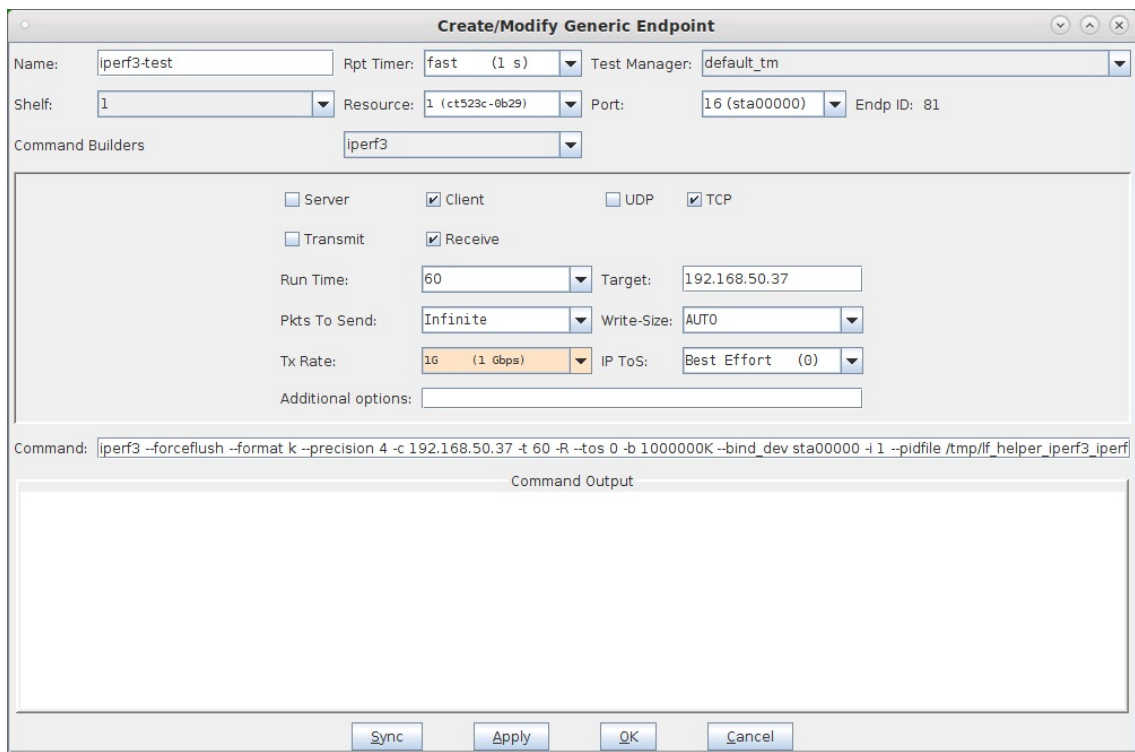 Create/Modify Generic Endpoint
Name: iperf3-test Rpt Timer: fast (1 s) Test Manager: default_tm
Shelf: 1 Resource: 1 (ct523c-0b29) Port: 16 (sta00000) Endp ID: 81
Command Builders iperf3
Server Client UDP TCP
Transmit Receive
Run Time: 60 Target: 192.168.50.37
Pkts To Send: Infinite Write-Size: AUTO
Tx Rate: 1G (1 Gbps) IP ToS: Best Effort (0)
Additional options:
Command: iperf3 --forceflush --format k --precision 4 -c 192.168.50.37 -t 60 -R --tos 0 -b 1000000K --bind_dev sta00000 -i 1 --pidfile /tmp/lf_helper_iperf3_iperf
Command Output
Sync Apply OK Cancel